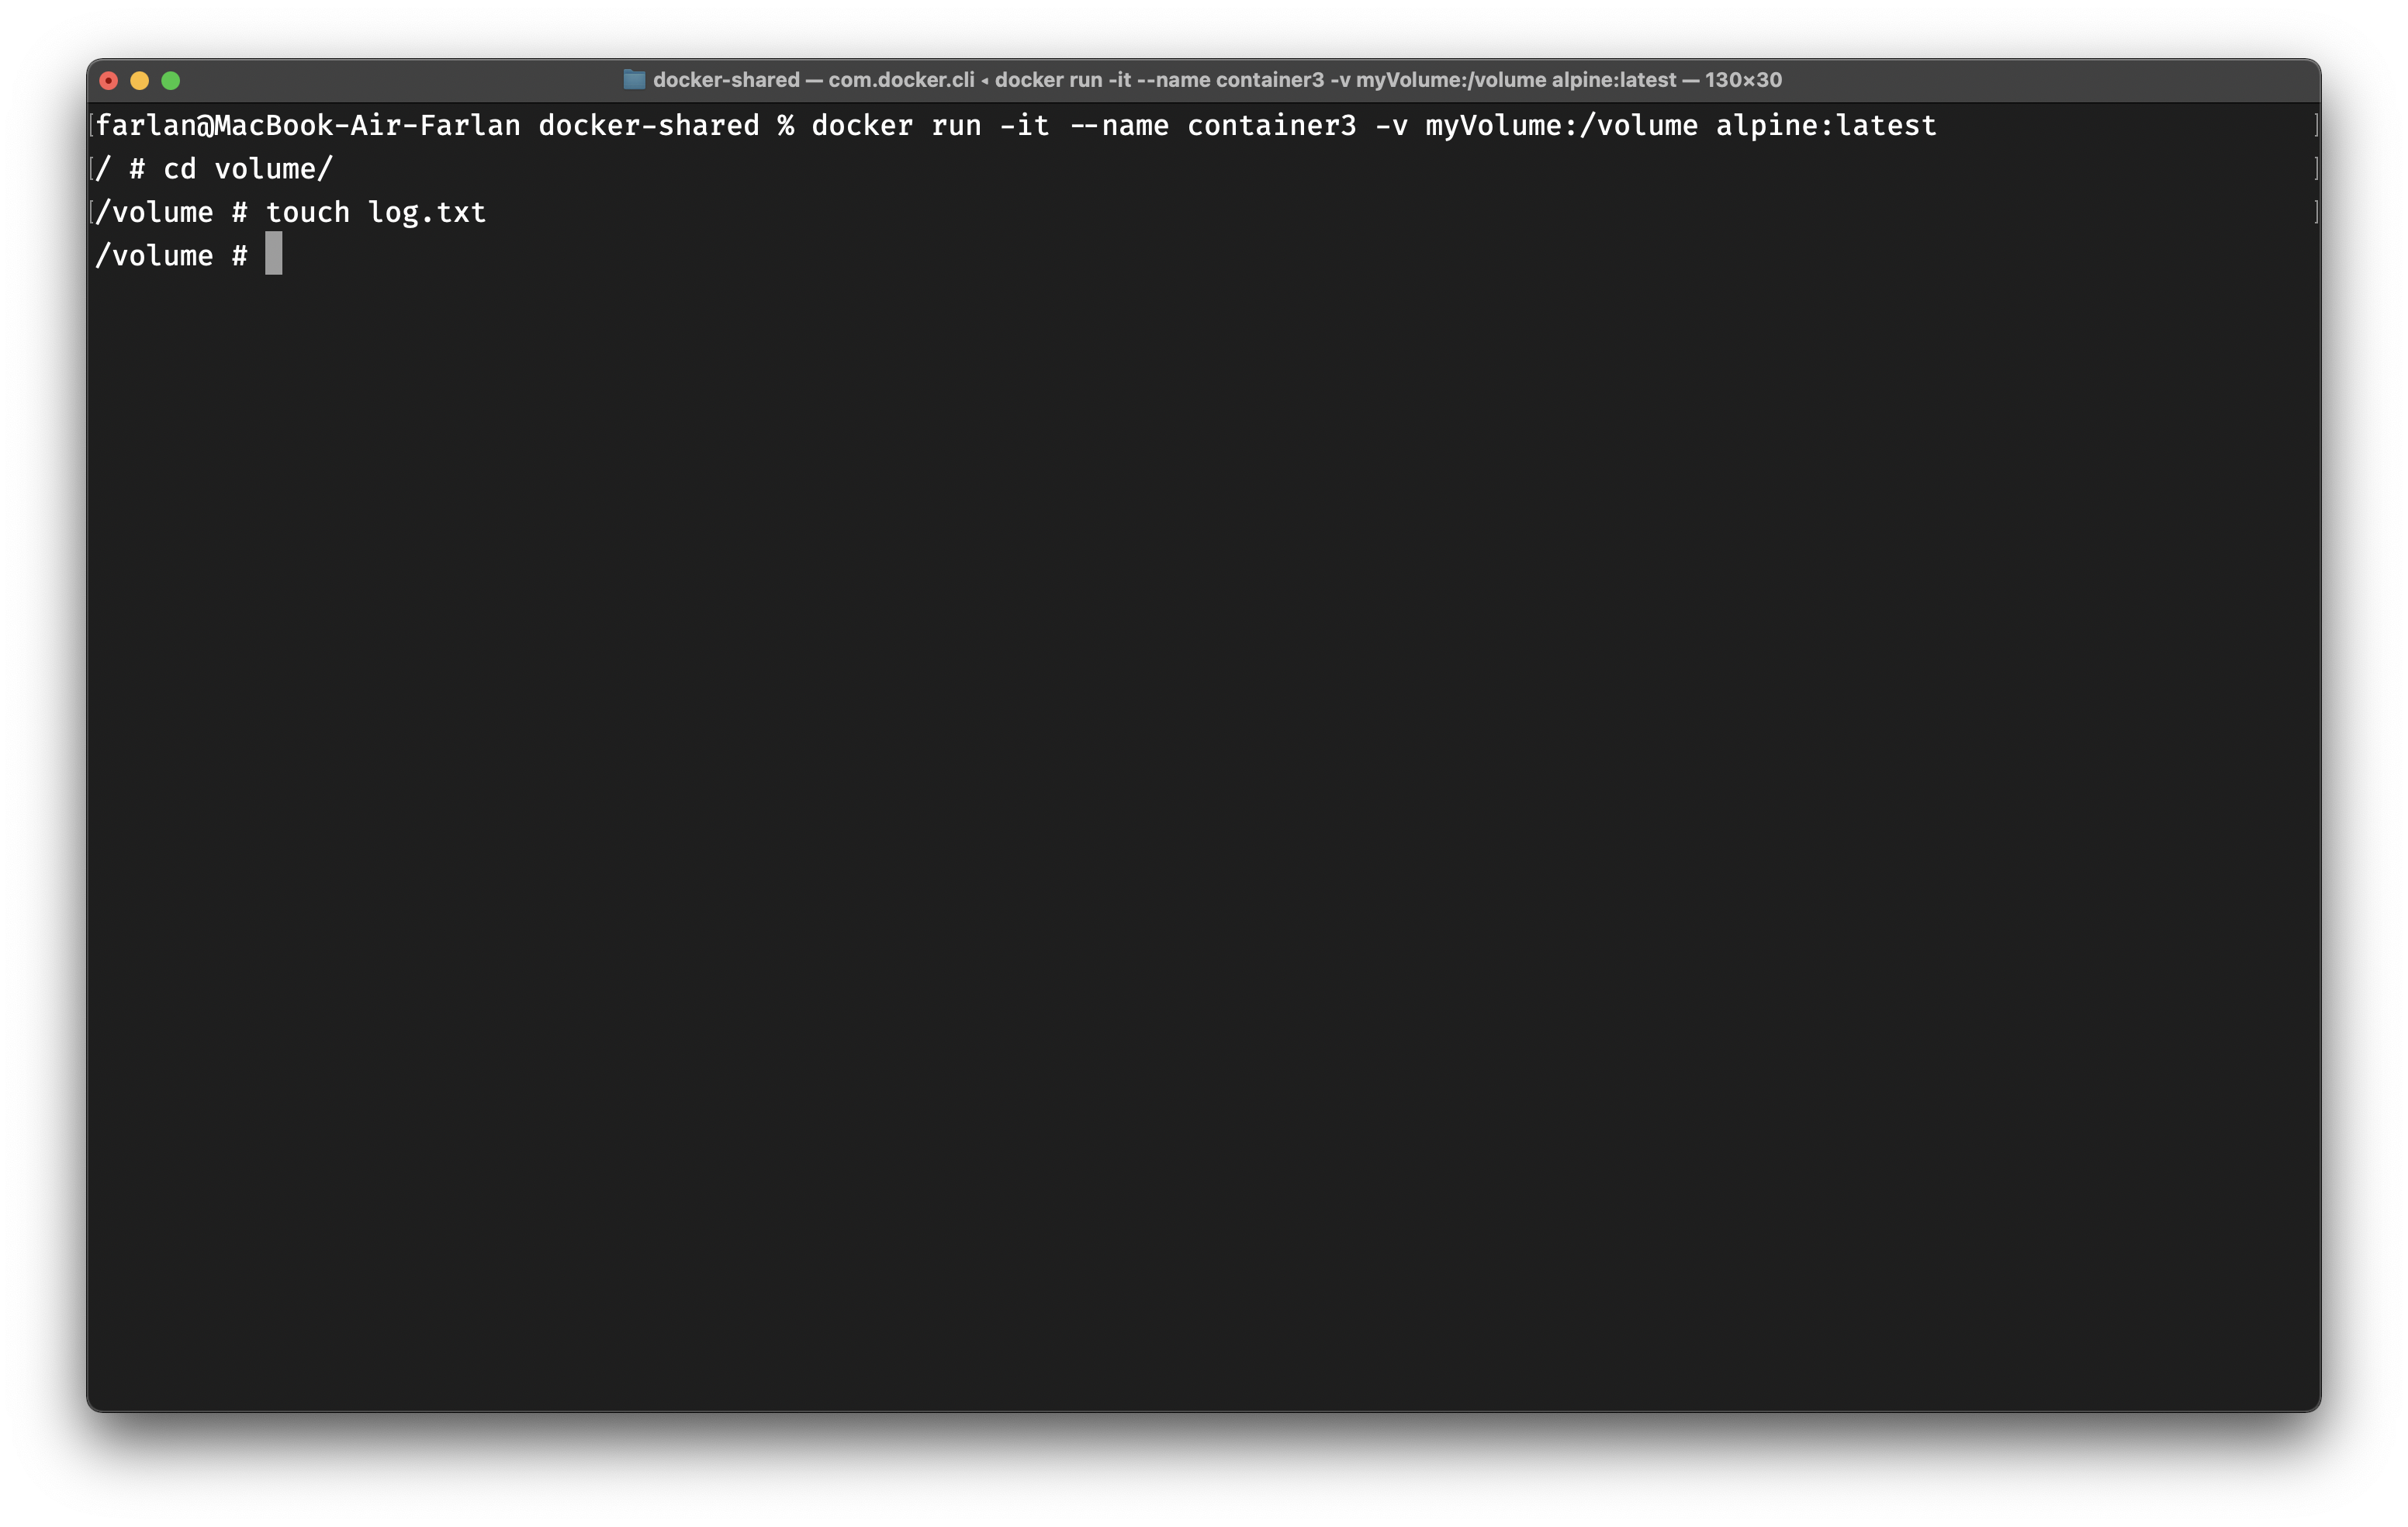 docker-shared — com.docker.cli ◂ docker run -it --name container3 -v myVolume:/volume alpine:latest — 130×30
[farlan@MacBook-Air-Farlan docker-shared % docker run -it --name container3 -v myVolume:/volume alpine:latest ]
[/ # cd volume/ ]
[/volume # touch log.txt ]
/volume #